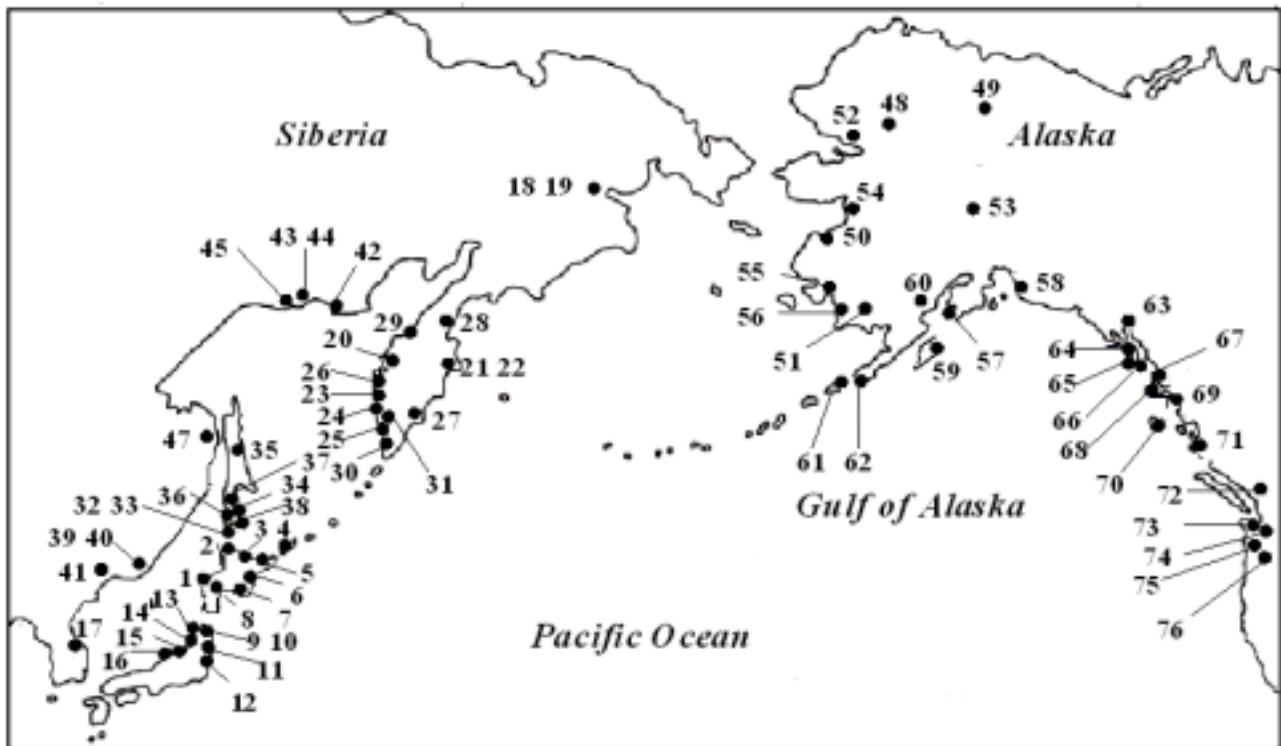 49
52 48
Siberia Alaska
18 19
54 53
43 44
45 42 50
55 60 58
29 28 56 63
20 51 57 67
26 21 22 59 64
23 65
24 27 66 69
47 35 25 68
37 30 61 62 70 71
36 34 31 72
32 33 38 Gulf of Alaska
39 40 2 3 4 73
41 1 5 74
6 75
14 13 8 7
17 15 9 10 Pacific Ocean 76
16 11
12